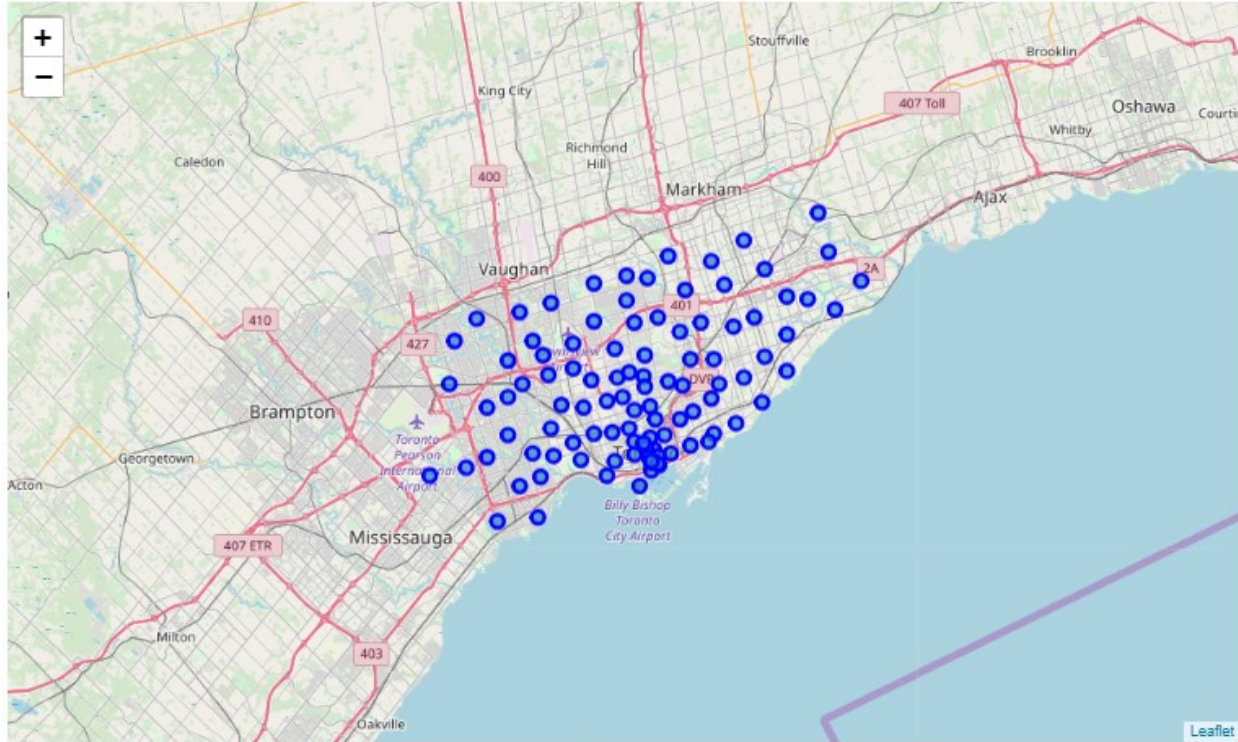 +
−
Stouffville
Brooklin
King City
407 Toll
Oshawa
Whitby
Richmond
Hill
Caledon
400
Markham
Ajax
Vaughan
2A
401
410
427
DVP
Brampton
Toronto
Pearson
International
Airport
Georgetown
Acton
Billy Bishop
Toronto
City Airport
Mississauga
407 ETR
Milton
403
Oakville
Leaflet